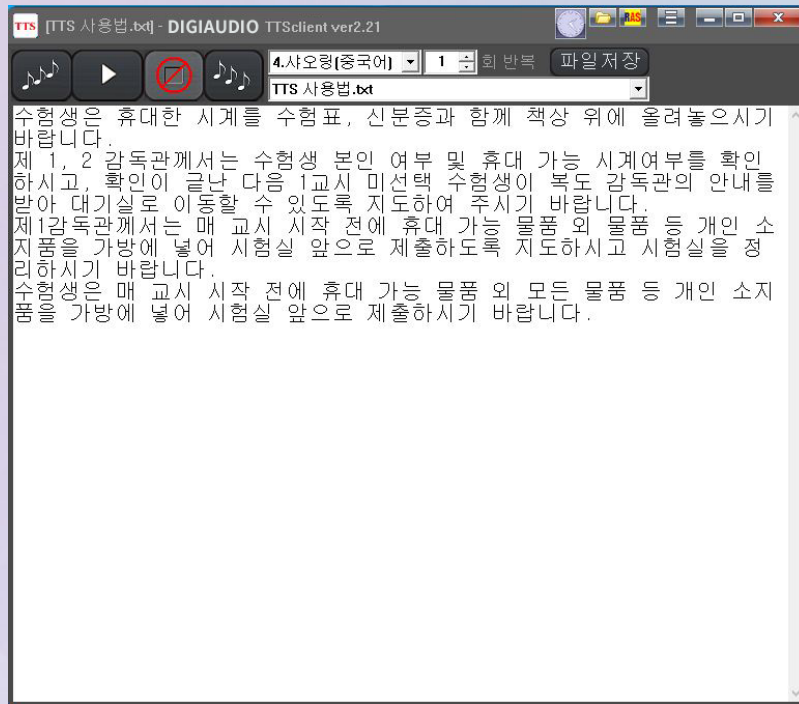 TTS [TTS 사용법.txt] - DIGIAUDIO TTSclient ver2.21
RAS
4.샤오링(중국어) 1 회 반복 파일저장
TTS 사용법.txt
수험생은 휴대한 시계를 수험표, 신분증과 함께 책상 위에 올려놓으시기
바랍니다.
제 1, 2 감독관께서는 수험생 본인 여부 및 휴대 가능 시계여부를 확인
하시고, 확인이 끝난 다음 1교시 미선택 수험생이 복도 감독관의 안내를
받아 대기실로 이동할 수 있도록 지도하여 주시기 바랍니다.
제1감독관께서는 매 교시 시작 전에 휴대 가능 물품 외 물품 등 개인 소
지품을 가방에 넣어 시험실 앞으로 제출하도록 지도하시고 시험실을 정
리하시기 바랍니다.
수험생은 매 교시 시작 전에 휴대 가능 물품 외 모든 물품 등 개인 소지
품을 가방에 넣어 시험실 앞으로 제출하시기 바랍니다.